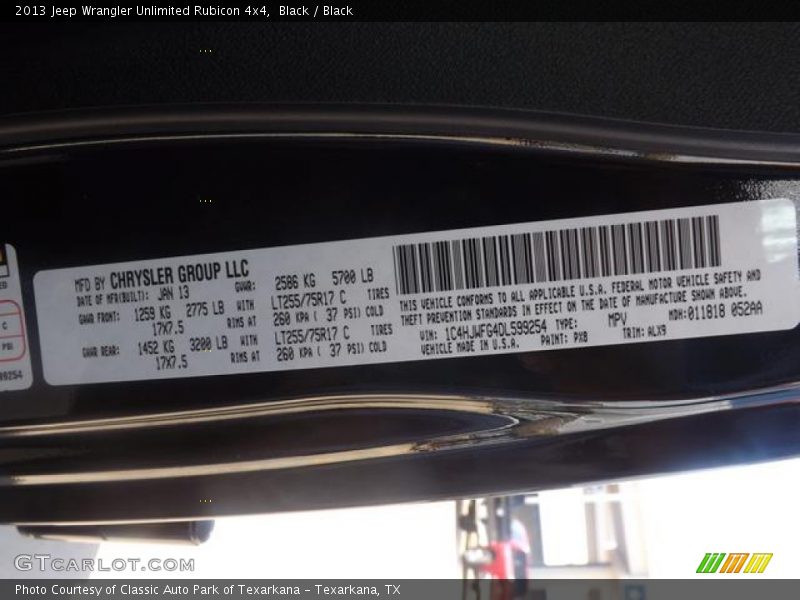 2013 Jeep Wrangler Unlimited Rubicon 4x4,  Black / Black
MFD BY CHRYSLER GROUP LLC
DATE OF MFR(BUILT): JAN 13 GVWR: 2586 KG 5700 LB
GAWR FRONT: 1259 KG 2775 LB WITH LT255/75R17 C TIRES
17X7.5 RIMS AT 260 KPA ( 37 PSI) COLD
GAWR REAR: 1452 KG 3200 LB WITH LT255/75R17 C TIRES
17X7.5 RIMS AT 260 KPA ( 37 PSI) COLD
THIS VEHICLE CONFORMS TO ALL APPLICABLE U.S.A. FEDERAL MOTOR VEHICLE SAFETY AND
THEFT PREVENTION STANDARDS IN EFFECT ON THE DATE OF MANUFACTURE SHOWN ABOVE.
VIN: 1C4HJWFG4DL599254 TYPE: MPV MDH:011818 052AA
VEHICLE MADE IN U.S.A. PAINT: PX8 TRIM: ALX9
C
PSI
99254
GTCARLOT.COM
Photo Courtesy of Classic Auto Park of Texarkana - Texarkana, TX